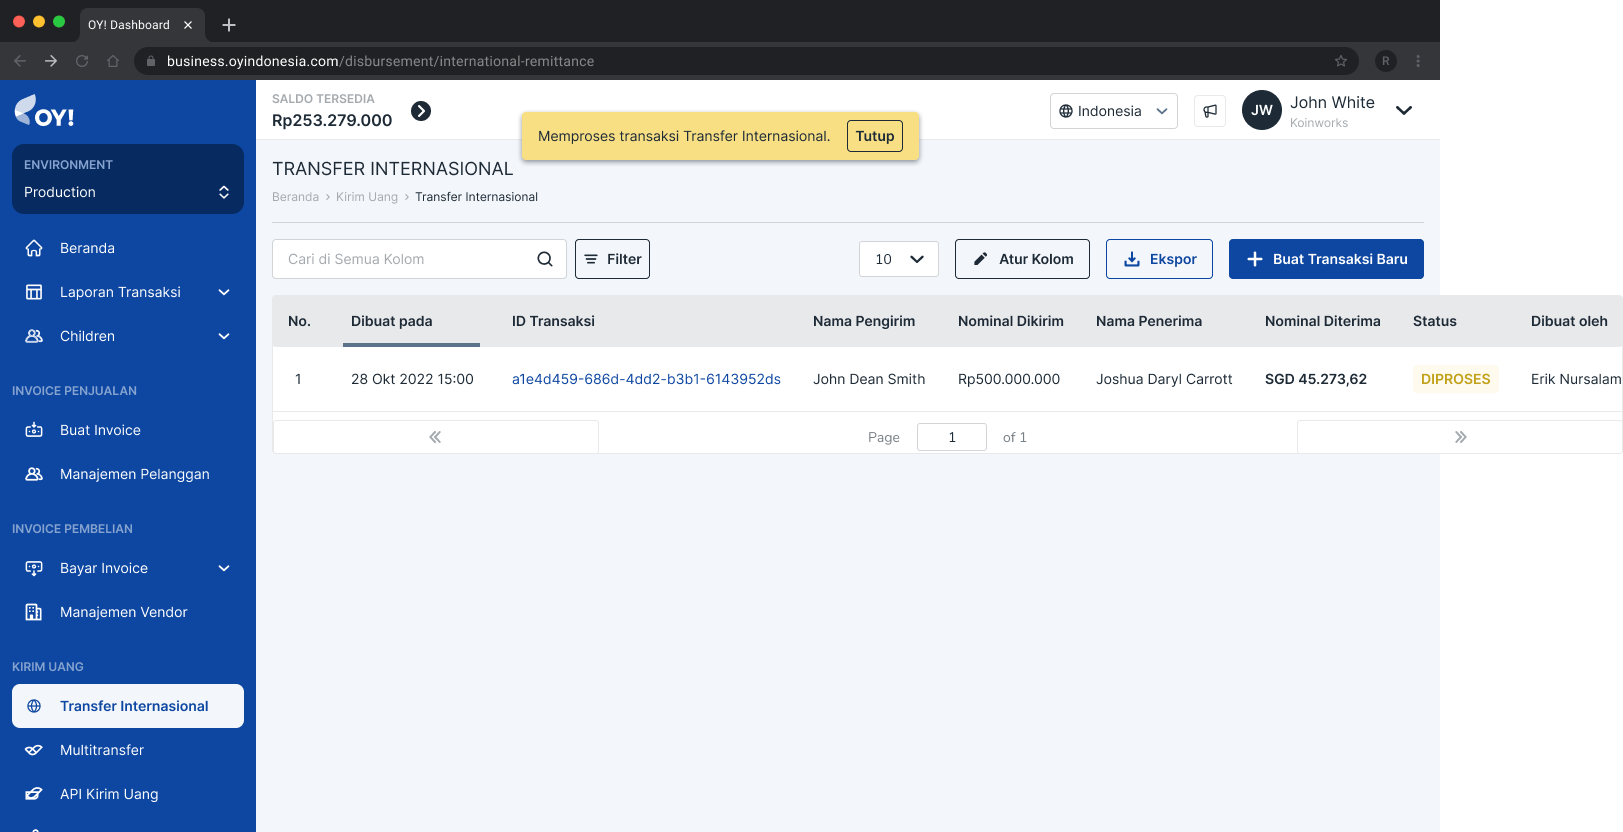 OY! Dashboard
business.oyindonesia.com/disbursement/international-remittance
R
OY!
ENVIRONMENT
Production
Beranda
Laporan Transaksi
Children
INVOICE PENJUALAN
Buat Invoice
Manajemen Pelanggan
INVOICE PEMBELIAN
Bayar Invoice
Manajemen Vendor
KIRIM UANG
Transfer Internasional
Multitransfer
API Kirim Uang
SALDO TERSEDIA
Rp253.279.000
Memproses transaksi Transfer Internasional. Tutup
Indonesia
JW
John White
Koinworks
TRANSFER INTERNASIONAL
Beranda › Kirim Uang › Transfer Internasional
Cari di Semua Kolom Filter 10 Atur Kolom Ekspor Buat Transaksi Baru
No. Dibuat pada ID Transaksi Nama Pengirim Nominal Dikirim Nama Penerima Nominal Diterima Status Dibuat oleh
1 28 Okt 2022 15:00 a1e4d459-686d-4dd2-b3b1-6143952ds John Dean Smith Rp500.000.000 Joshua Daryl Carrott SGD 45.273,62 DIPROSES Erik Nursalam
Page 1 of 1